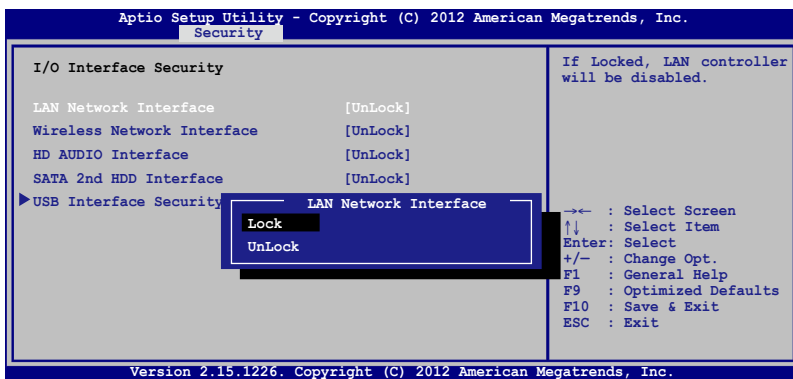 Aptio Setup Utility - Copyright (C) 2012 American Megatrends, Inc.
Security
I/O Interface Security
LAN Network Interface [UnLock]
Wireless Network Interface [UnLock]
HD AUDIO Interface [UnLock]
SATA 2nd HDD Interface [UnLock]
USB Interface Security
LAN Network Interface
Lock
UnLock
If Locked, LAN controller
will be disabled.
→← : Select Screen
↑↓ : Select Item
Enter: Select
+/— : Change Opt.
F1 : General Help
F9 : Optimized Defaults
F10 : Save & Exit
ESC : Exit
Version 2.15.1226. Copyright (C) 2012 American Megatrends, Inc.